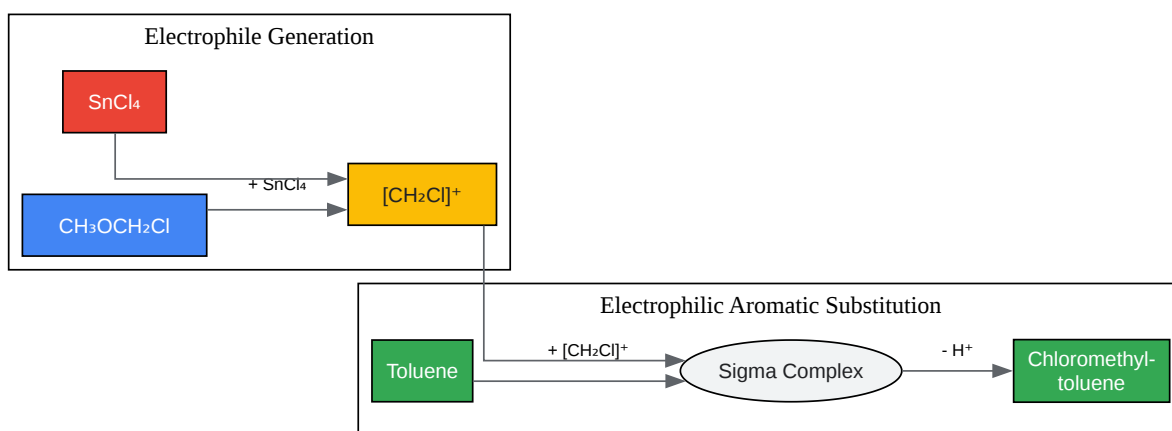 Electrophile Generation
SnCl₄
+ SnCl₄
[CH₂Cl]⁺
CH₃OCH₂Cl
Electrophilic Aromatic Substitution
Toluene
+ [CH₂Cl]⁺
Sigma Complex
- H⁺
Chloromethyl-
toluene